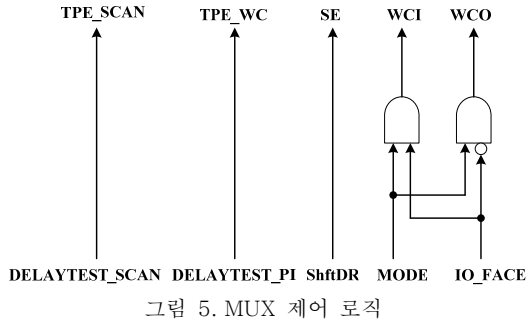 TPE_SCAN TPE_WC SE WCI WCO
DELAYTEST_SCAN DELAYTEST_PI ShftDR MODE IO_FACE
그림 5. MUX 제어 로직